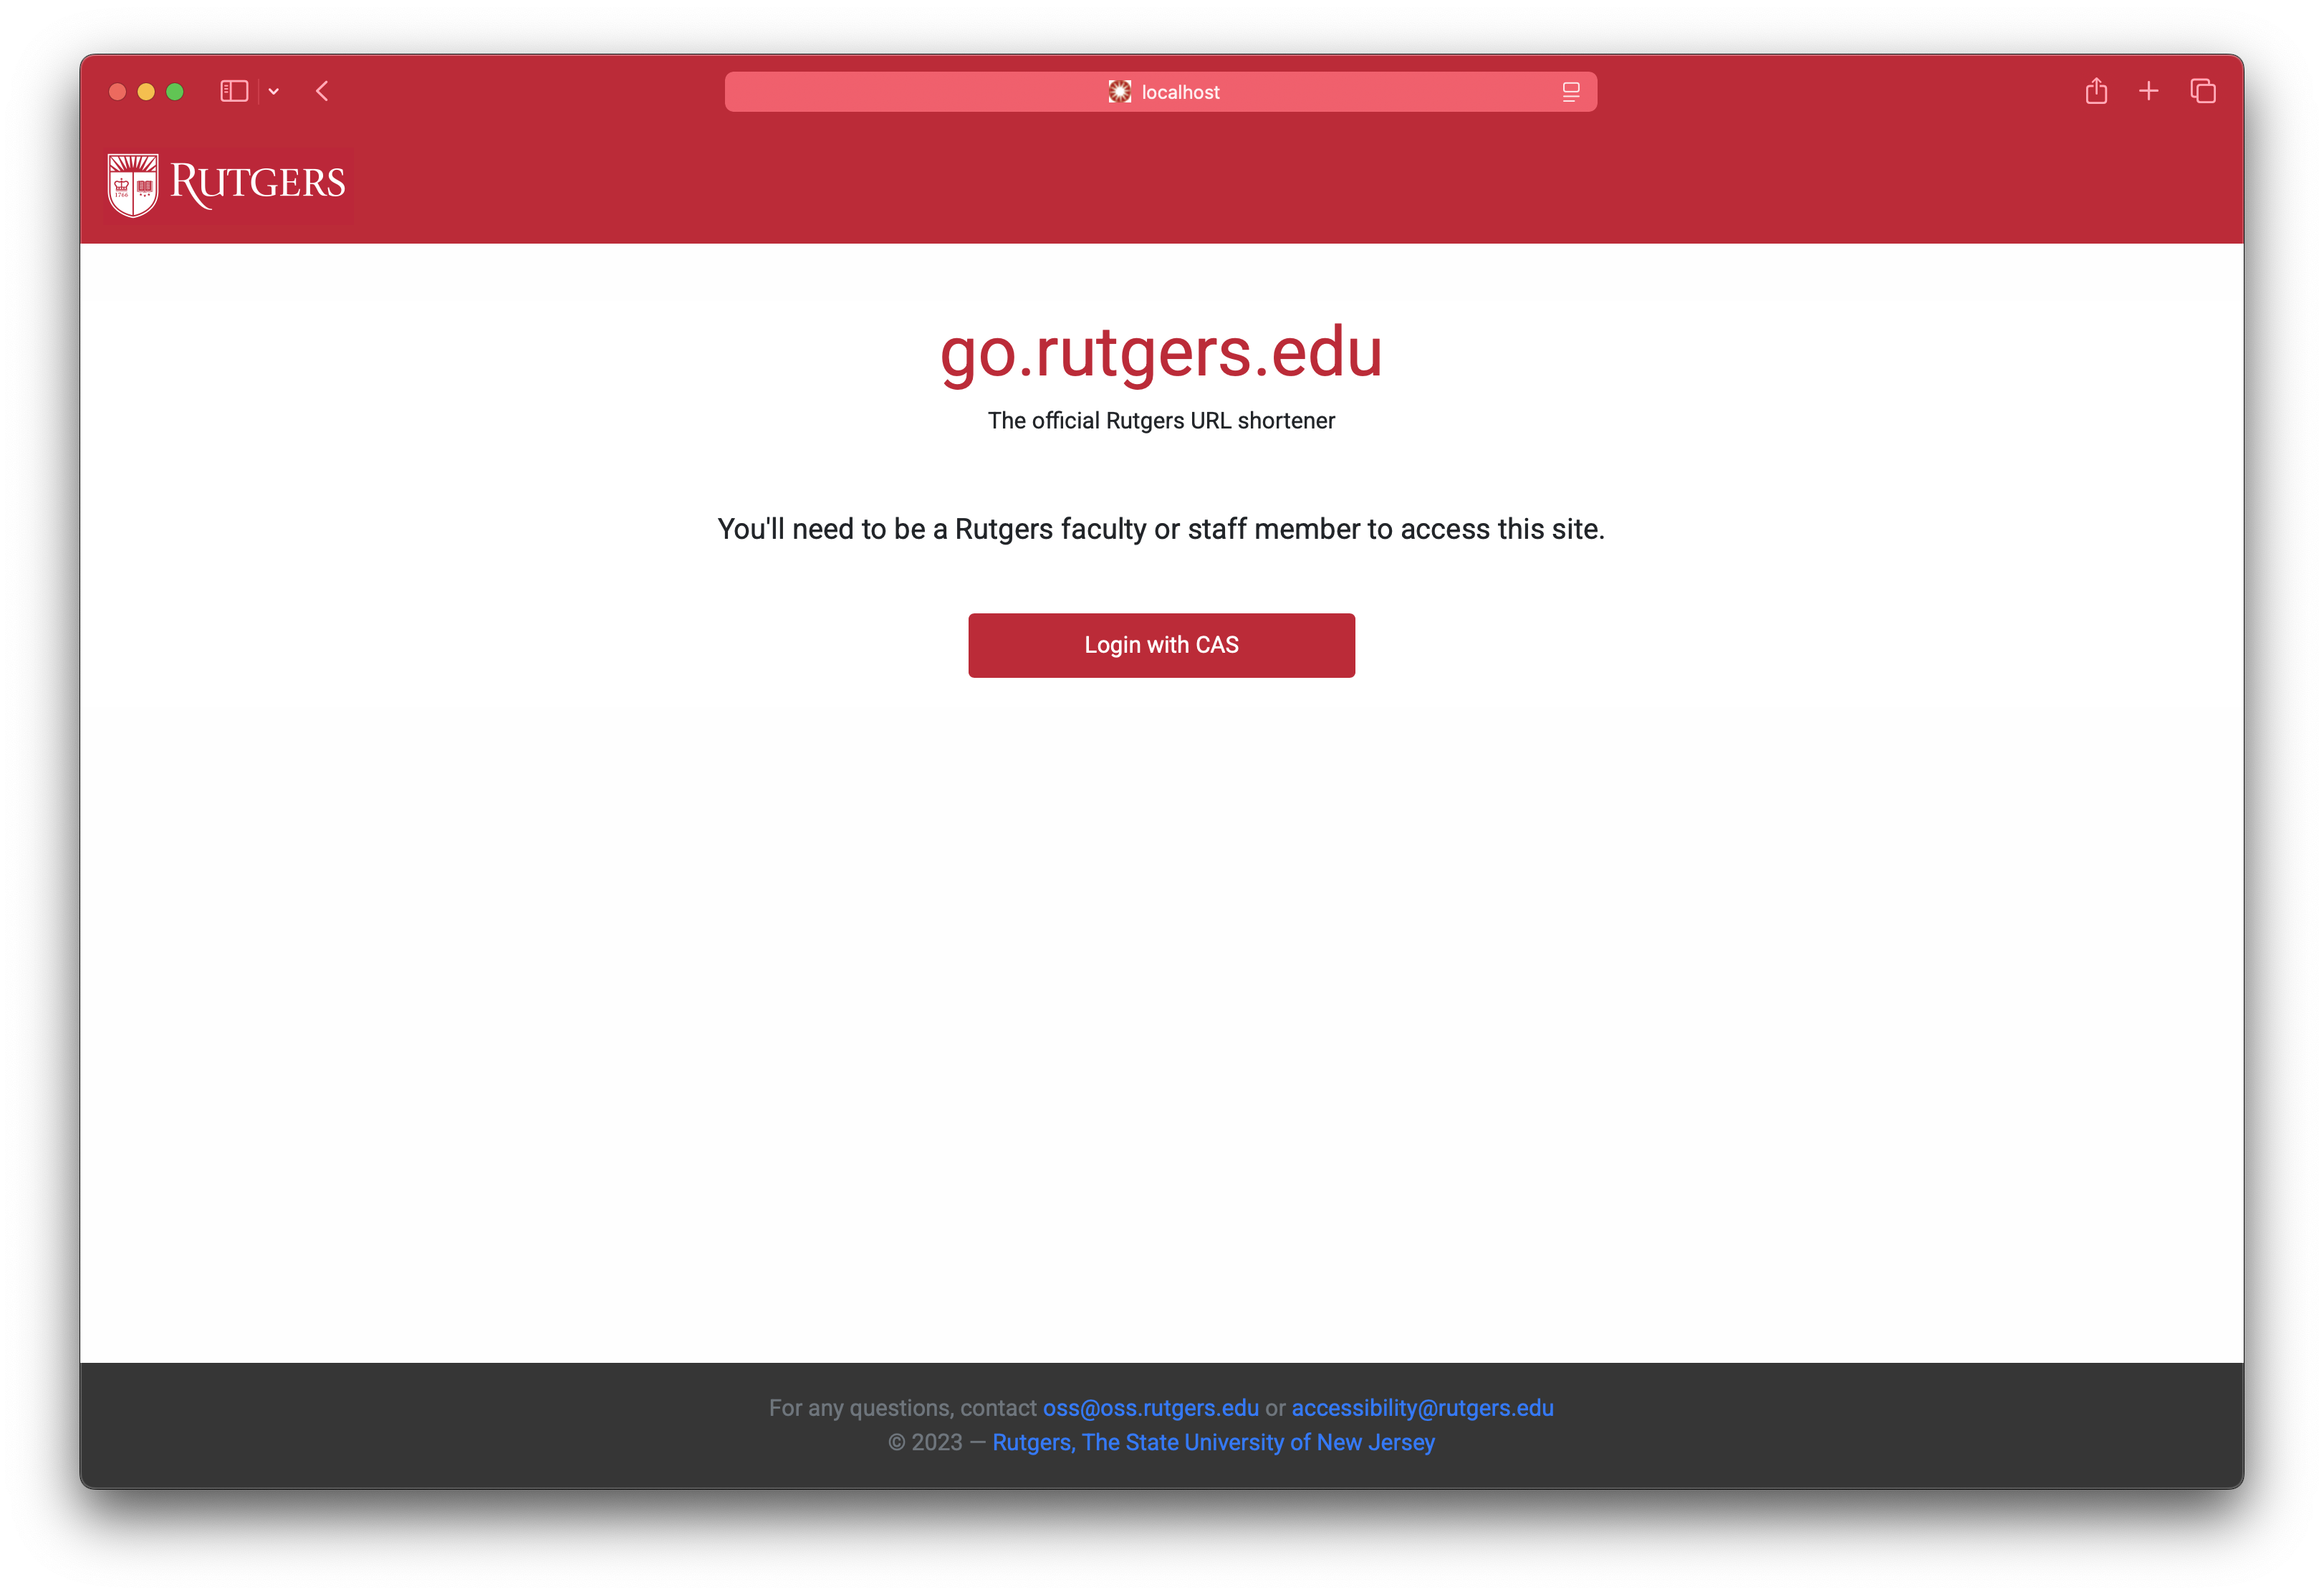 localhost
1766
RUTGERS
go.rutgers.edu
The official Rutgers URL shortener
You'll need to be a Rutgers faculty or staff member to access this site.
Login with CAS
For any questions, contact oss@oss.rutgers.edu or accessibility@rutgers.edu
© 2023 — Rutgers, The State University of New Jersey